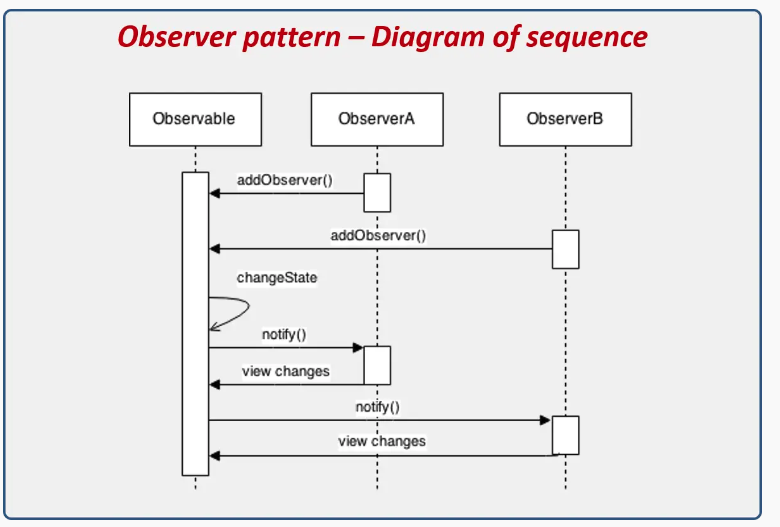 Observer pattern – Diagram of sequence
Observable
ObserverA
ObserverB
addObserver()
addObserver()
changeState
notify()
view changes
notify()
view changes